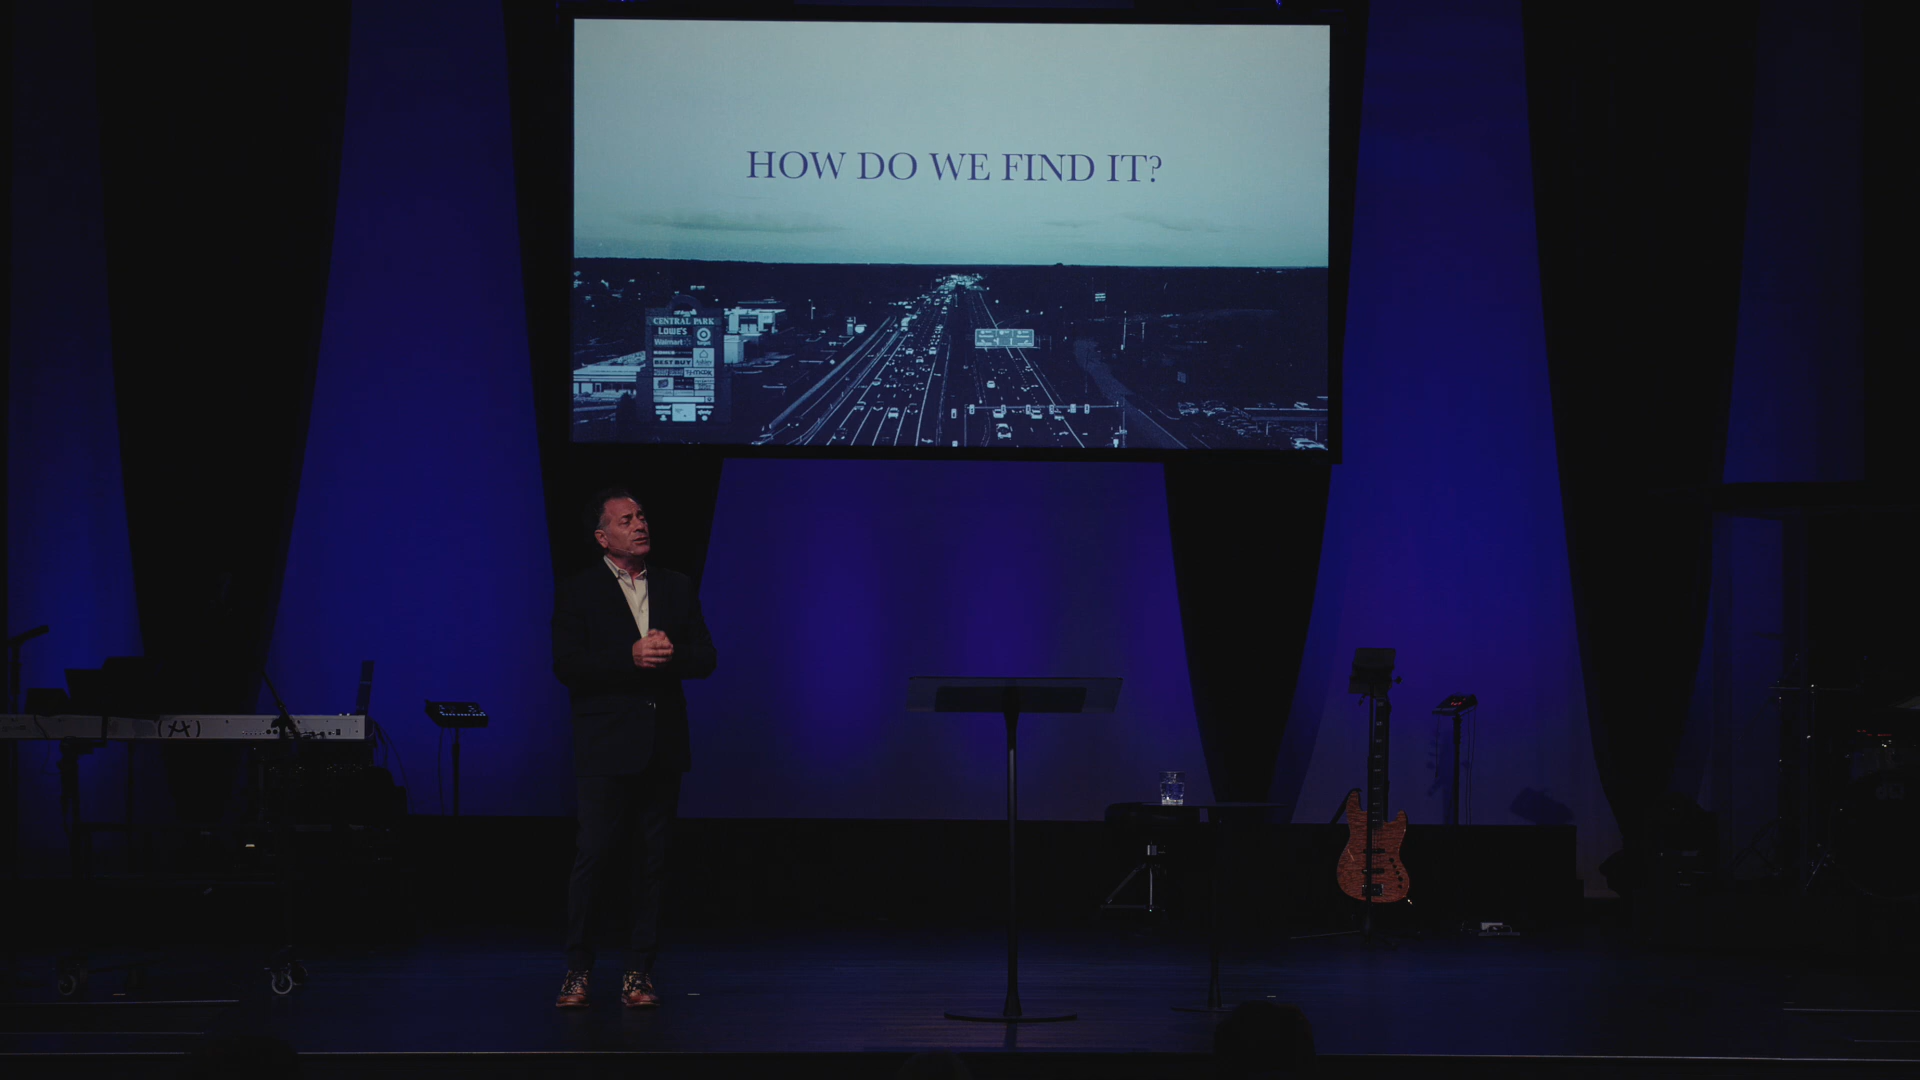 HOW DO WE FIND IT?
CENTRAL PARK
LOWE'S
Walmart
BEST BUY